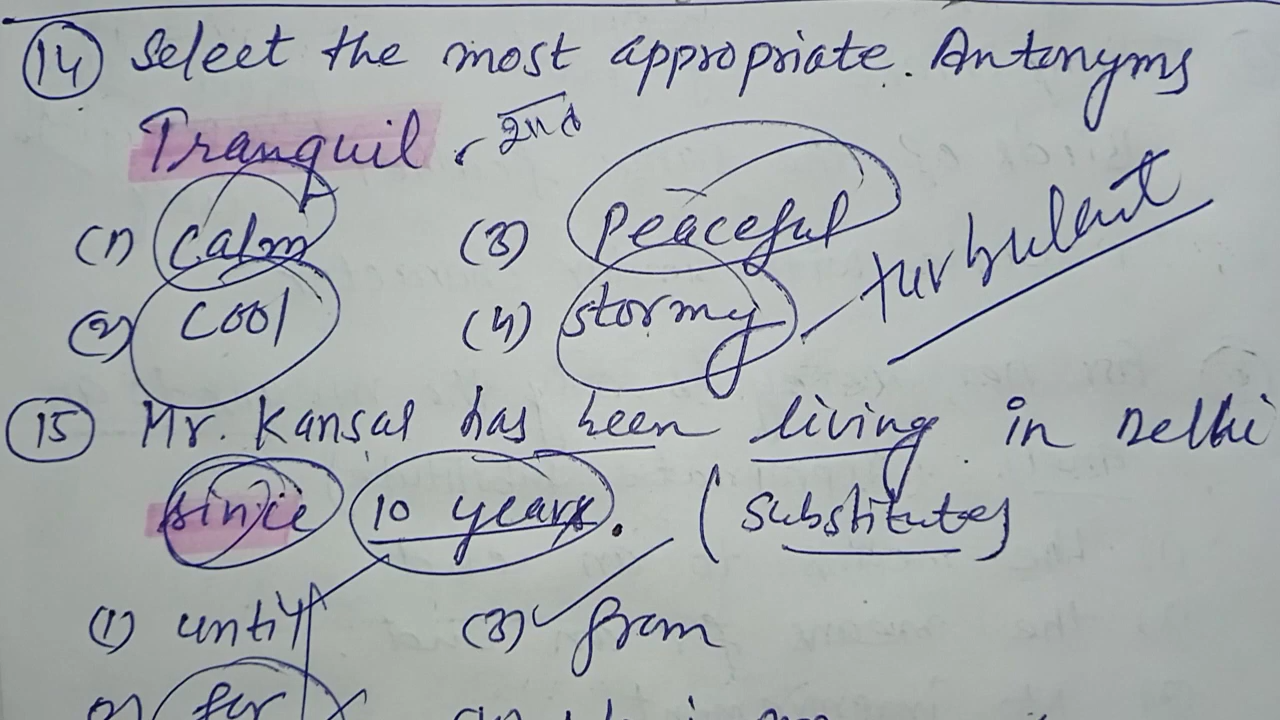 (14) Select the most appropriate. Antonyms
Tranquil. 2nd
(1) calm (3) Peaceful
(2) cool (4) stormy turbulent
(15) Mr. Kansal has been living in Delhi
since 10 years. (substitutes)
(1) until (3) from
2) for